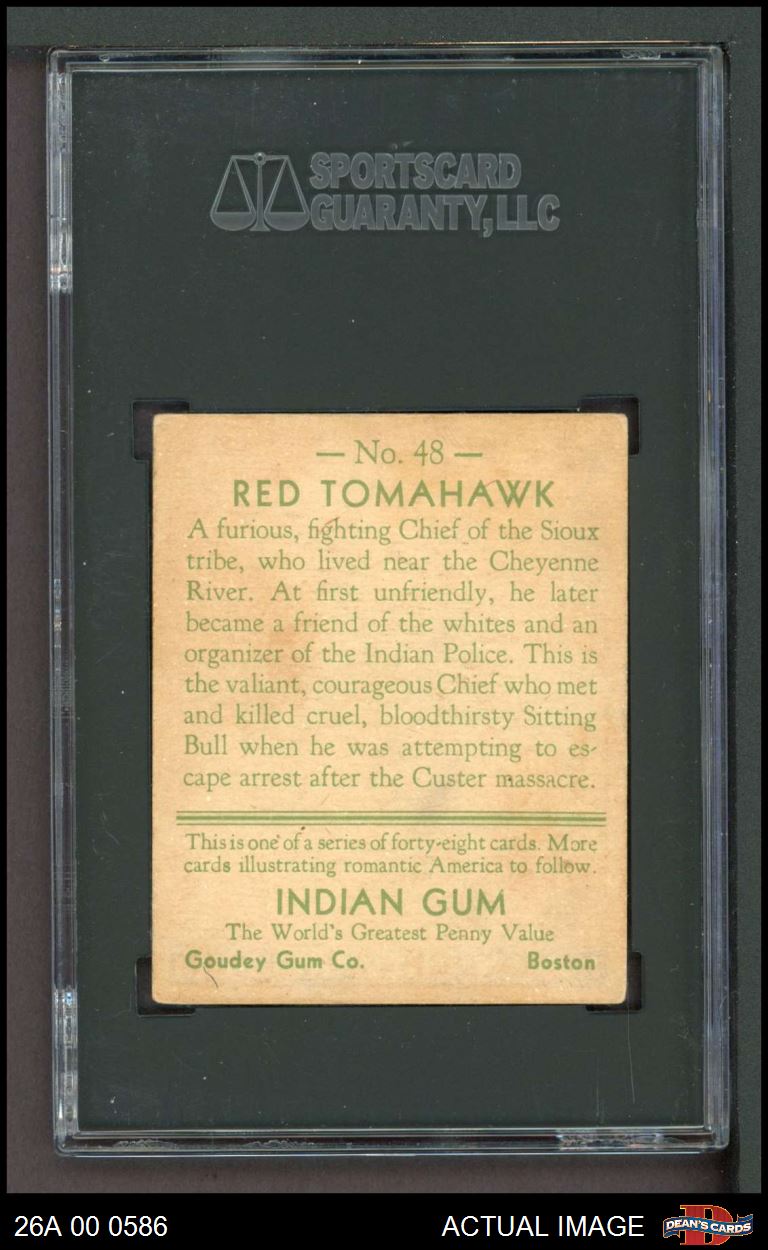 SPORTSCARD
GUARANTY, LLC
— No. 48 —
RED TOMAHAWK
A furious, fighting Chief of the Sioux
tribe, who lived near the Cheyenne
River. At first unfriendly, he later
became a friend of the whites and an
organizer of the Indian Police. This is
the valiant, courageous Chief who met
and killed cruel, bloodthirsty Sitting
Bull when he was attempting to es-
cape arrest after the Custer massacre.
This is one of a series of forty-eight cards. More
cards illustrating romantic America to follow.
INDIAN GUM
The World's Greatest Penny Value
Goudey Gum Co. Boston
26A 00 0586 ACTUAL IMAGE DEAN'S CARDS